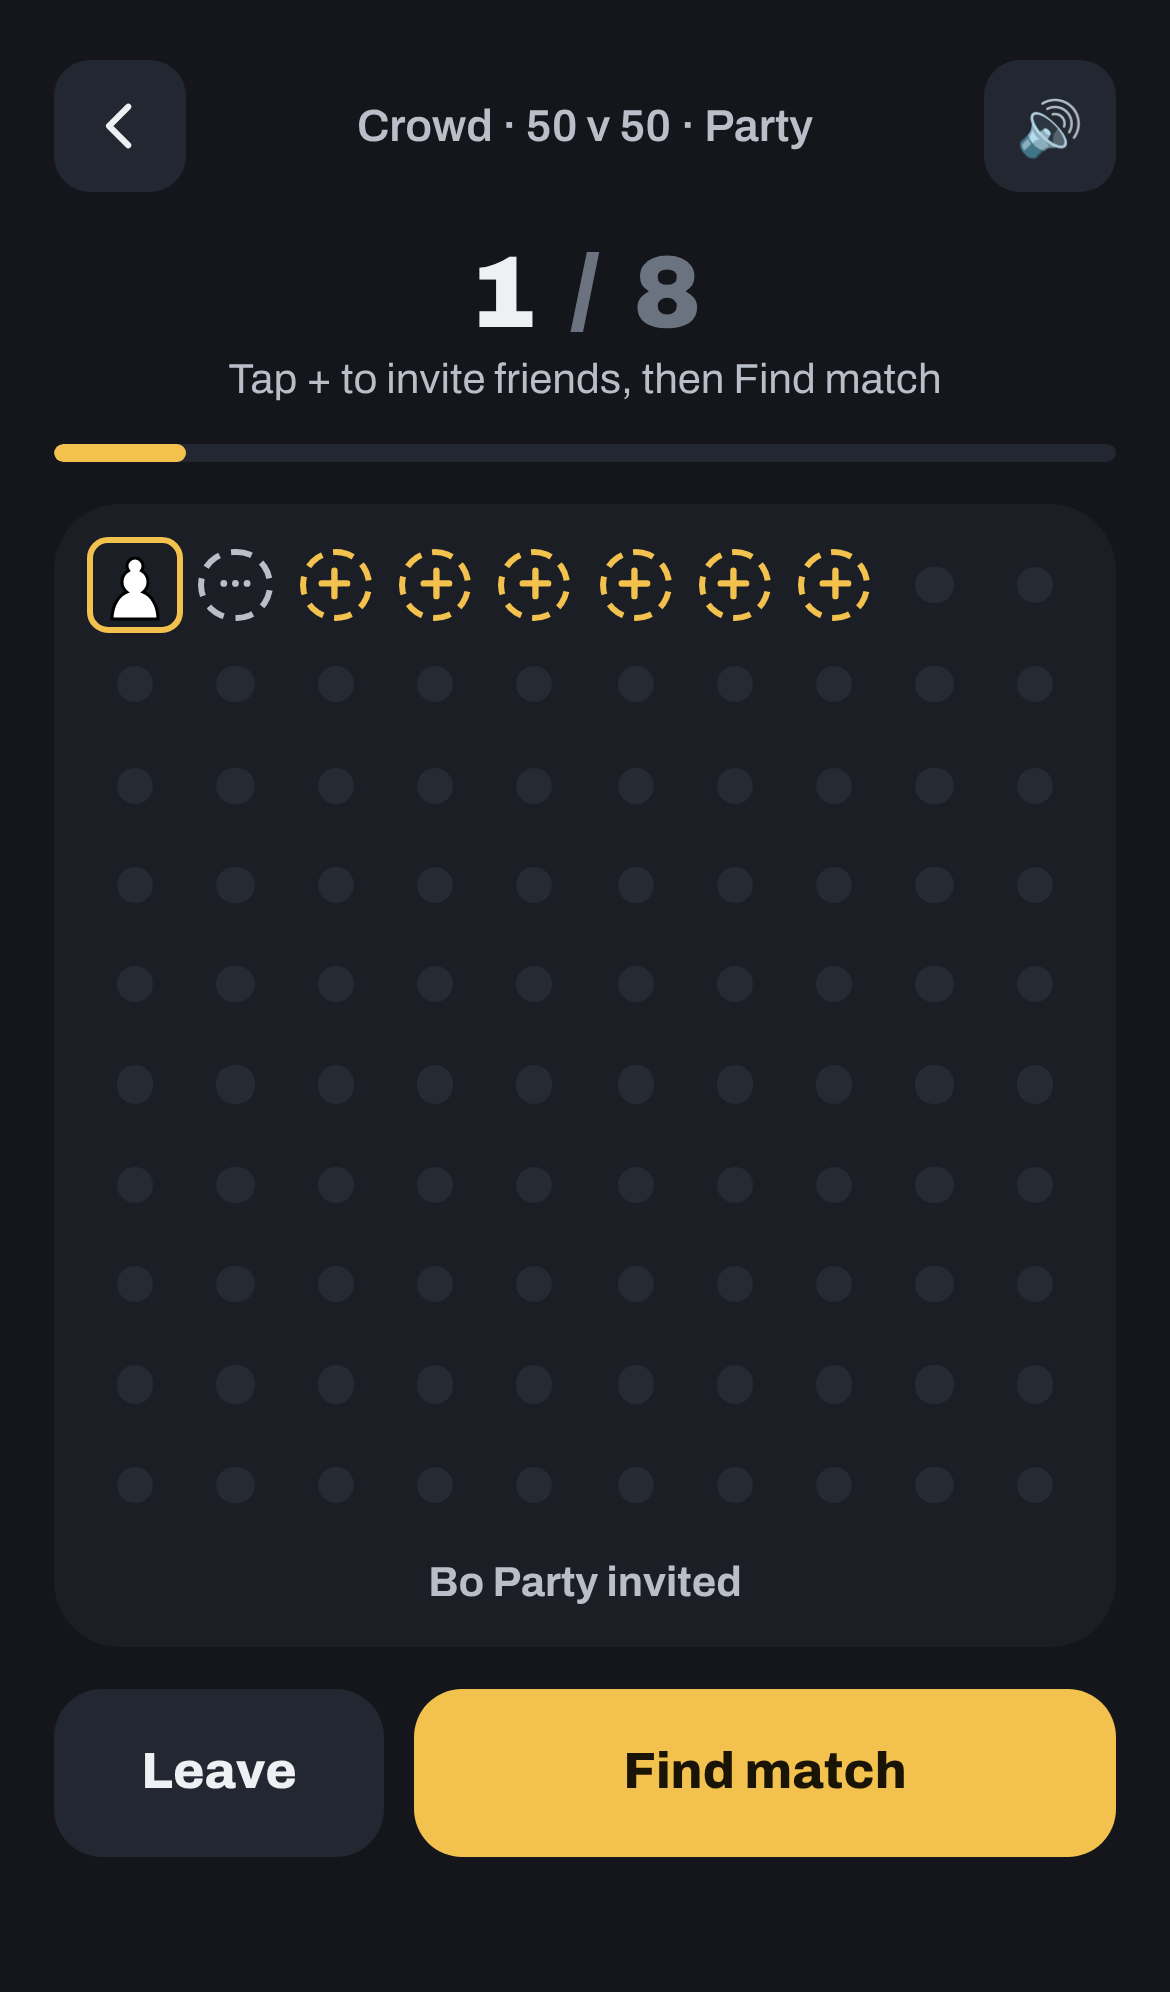 Crowd · 50 v 50 · Party
1 / 8
Tap + to invite friends, then Find match
Bo Party invited
Leave
Find match